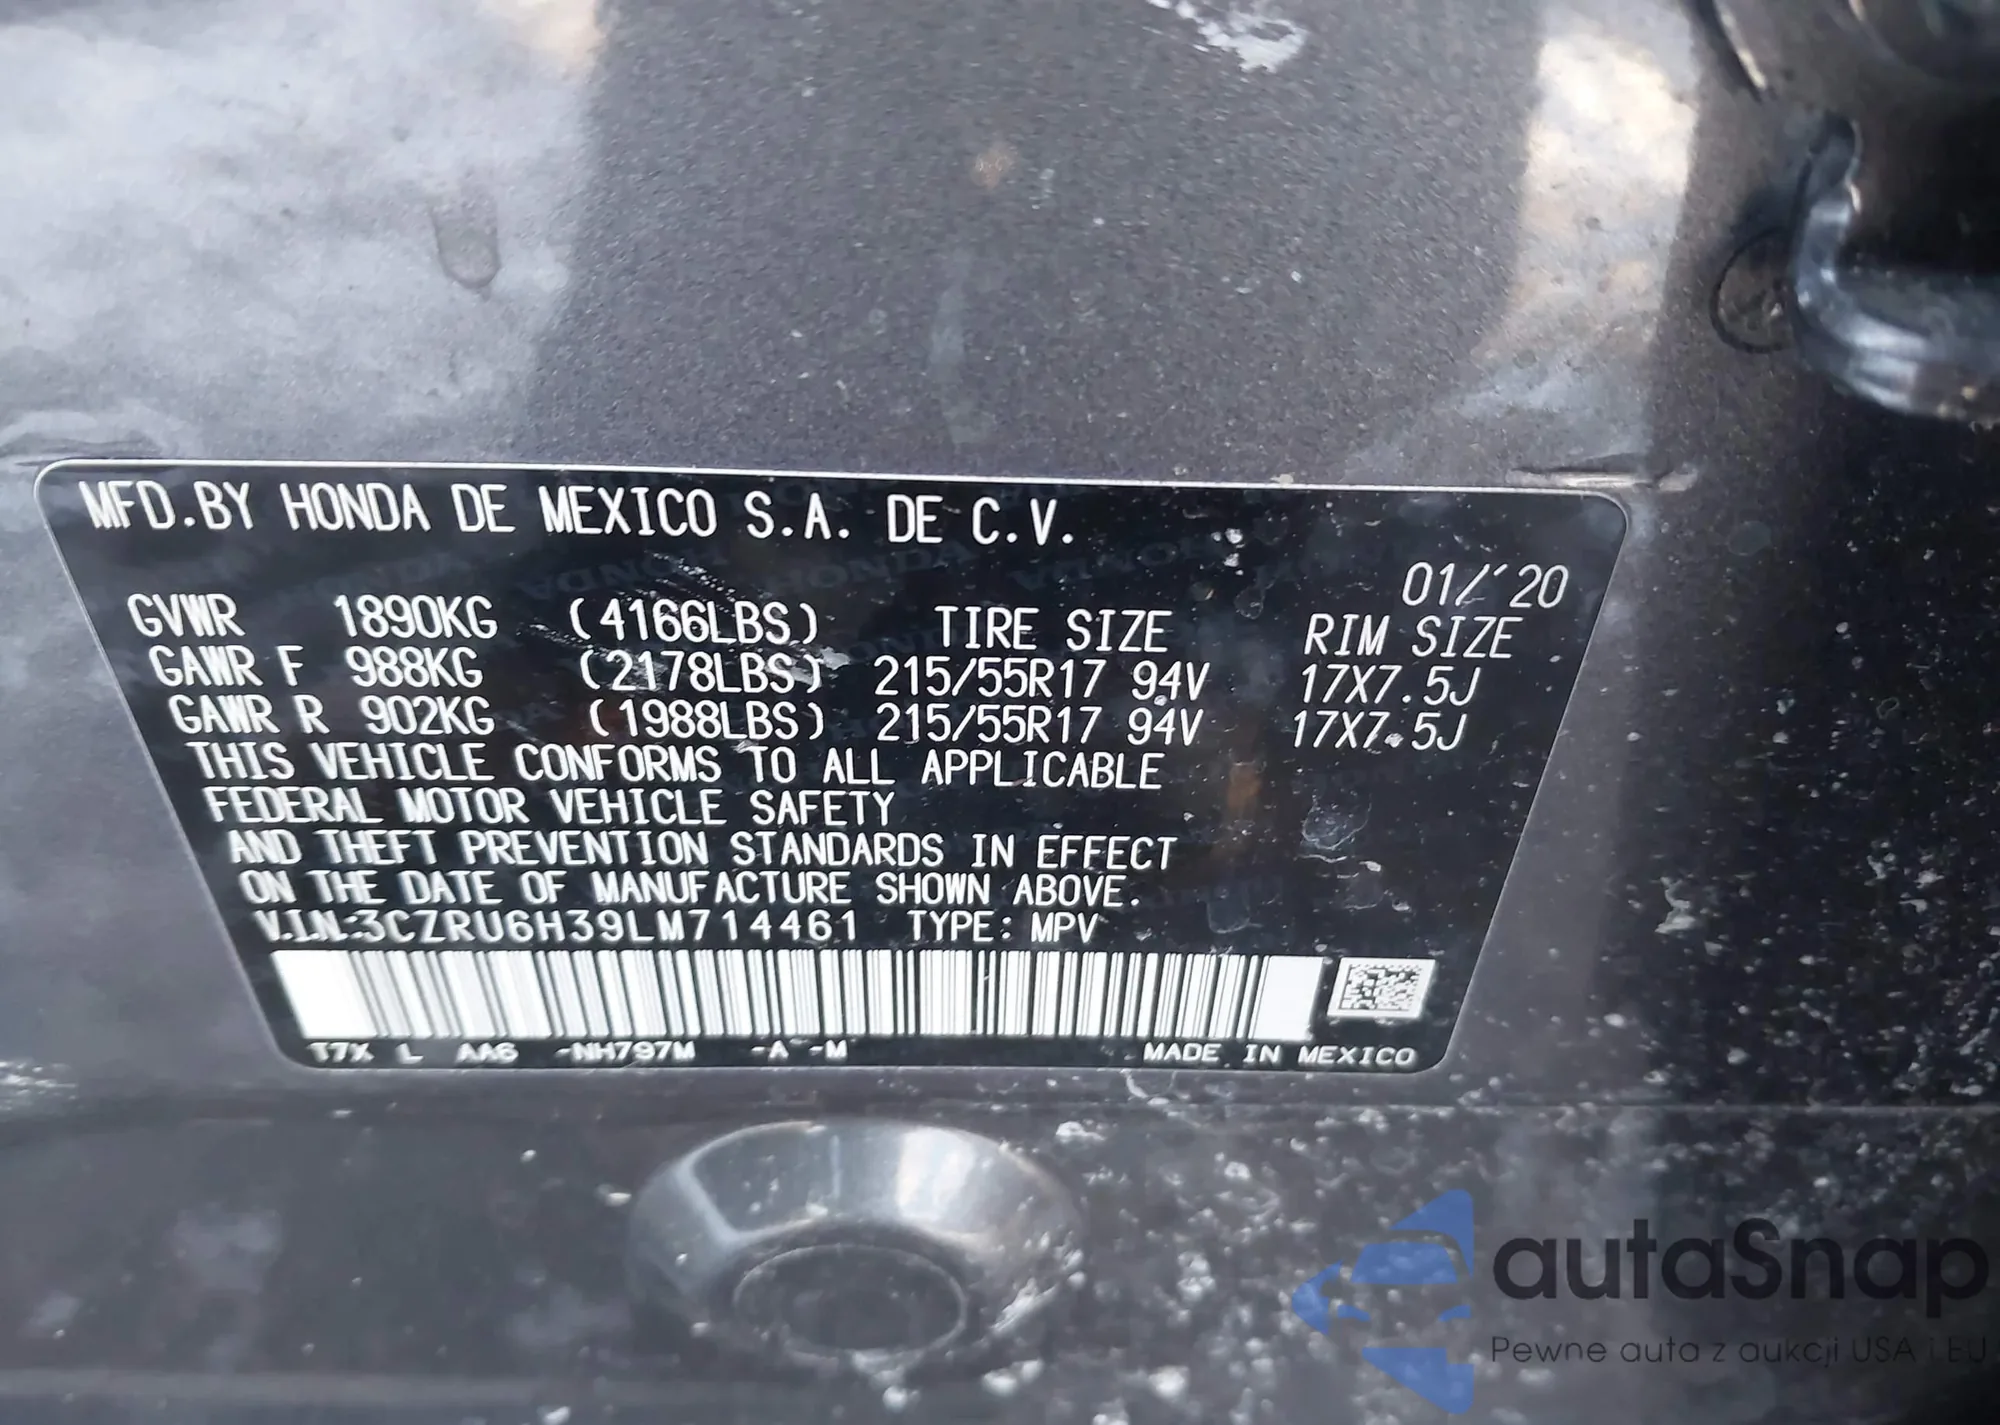 MFD.BY HONDA DE MEXICO S.A. DE C.V.
01/'20
GVWR 1890KG (4166LBS) TIRE SIZE RIM SIZE
GAWR F 988KG (2178LBS) 215/55R17 94V 17X7.5J
GAWR R 902KG (1988LBS) 215/55R17 94V 17X7.5J
THIS VEHICLE CONFORMS TO ALL APPLICABLE
FEDERAL MOTOR VEHICLE SAFETY
AND THEFT PREVENTION STANDARDS IN EFFECT
ON THE DATE OF MANUFACTURE SHOWN ABOVE.
V.I.N.:3CZRU6H39LM714461 TYPE: MPV
T7X L AA6 -NH797M -A -M MADE IN MEXICO
autaSnap
Pewne auta z aukcji USA i EU